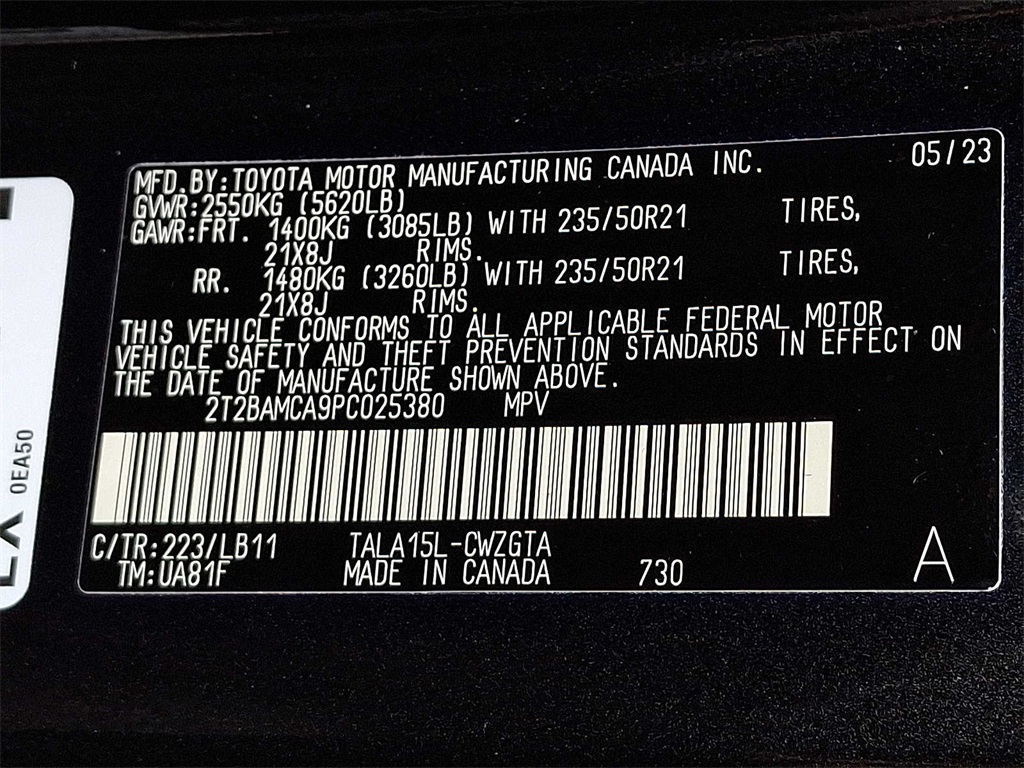 MFD. BY: TOYOTA MOTOR MANUFACTURING CANADA INC. 05/23
GVWR: 2550KG (5620LB)
GAWR: FRT. 1400KG (3085LB) WITH 235/50R21 TIRES,
21X8J RIMS.
RR. 1480KG (3260LB) WITH 235/50R21 TIRES,
21X8J RIMS.
THIS VEHICLE CONFORMS TO ALL APPLICABLE FEDERAL MOTOR
VEHICLE SAFETY AND THEFT PREVENTION STANDARDS IN EFFECT ON
THE DATE OF MANUFACTURE SHOWN ABOVE.
2T2BAMCA9PC025380 MPV
C/TR: 223/LB11 TALA15L-CWZGTA
TM: UA81F MADE IN CANADA 730 A
0EA50